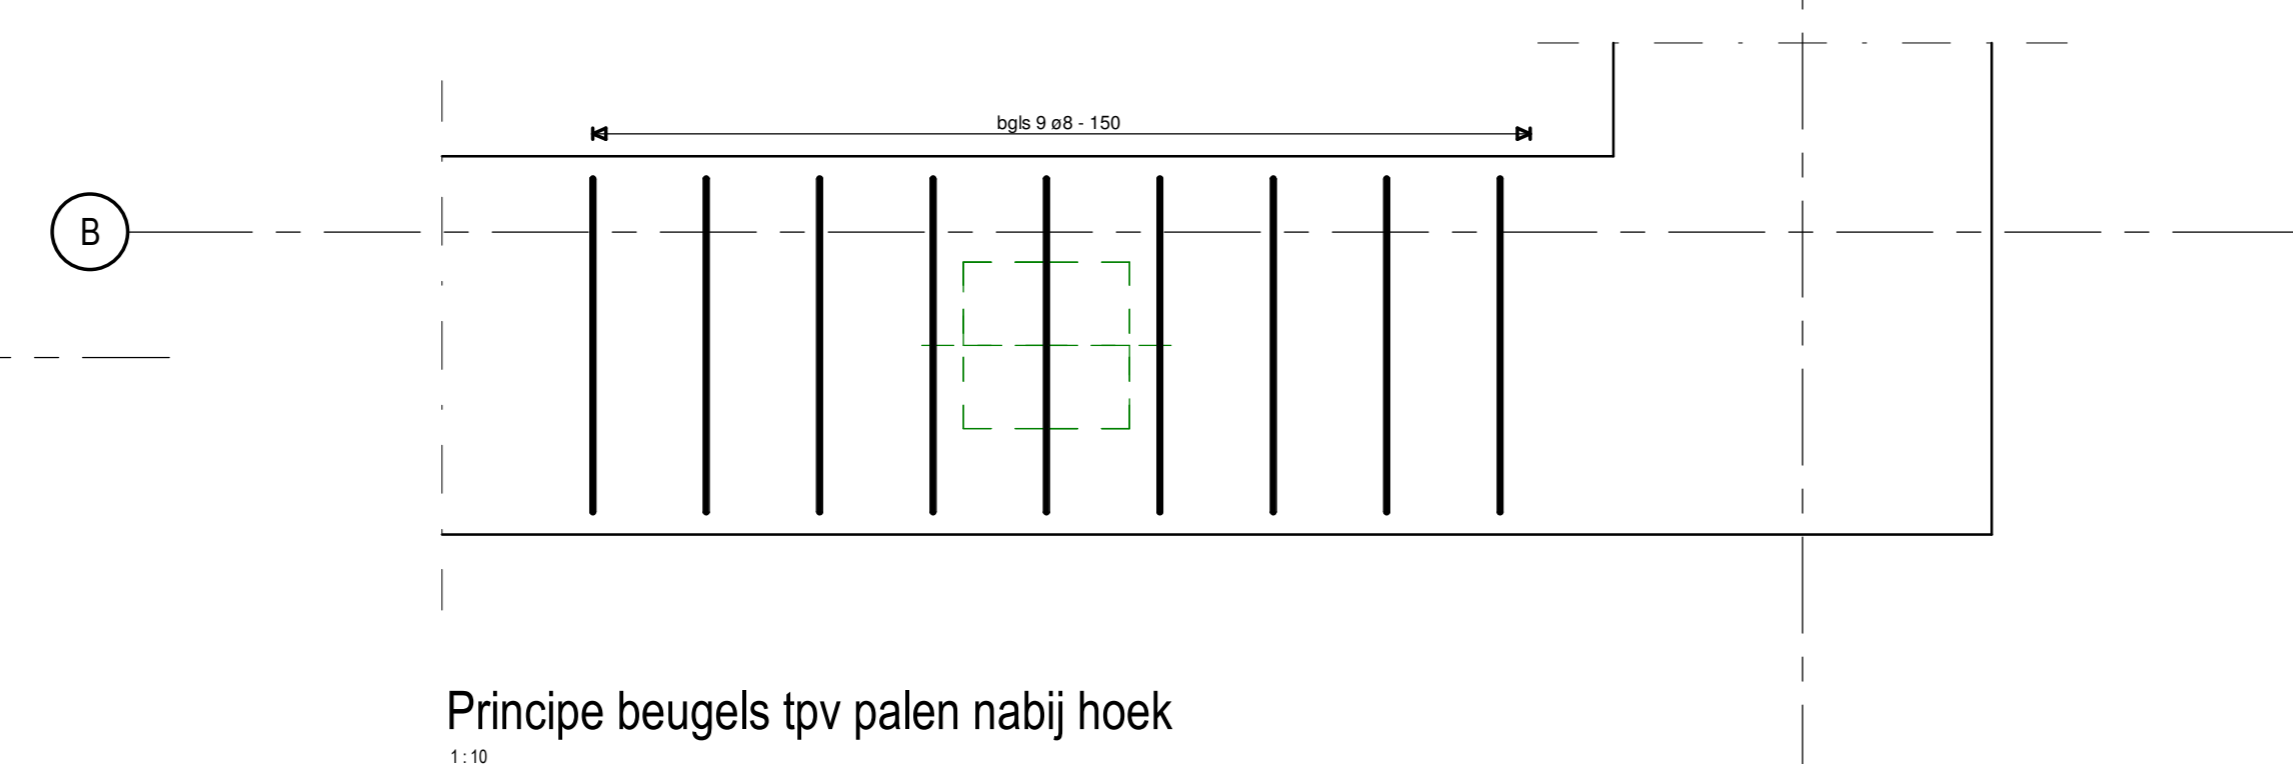 bgls 9 ø8 - 150
B
Principe beugels tpv palen nabij hoek
1 : 10